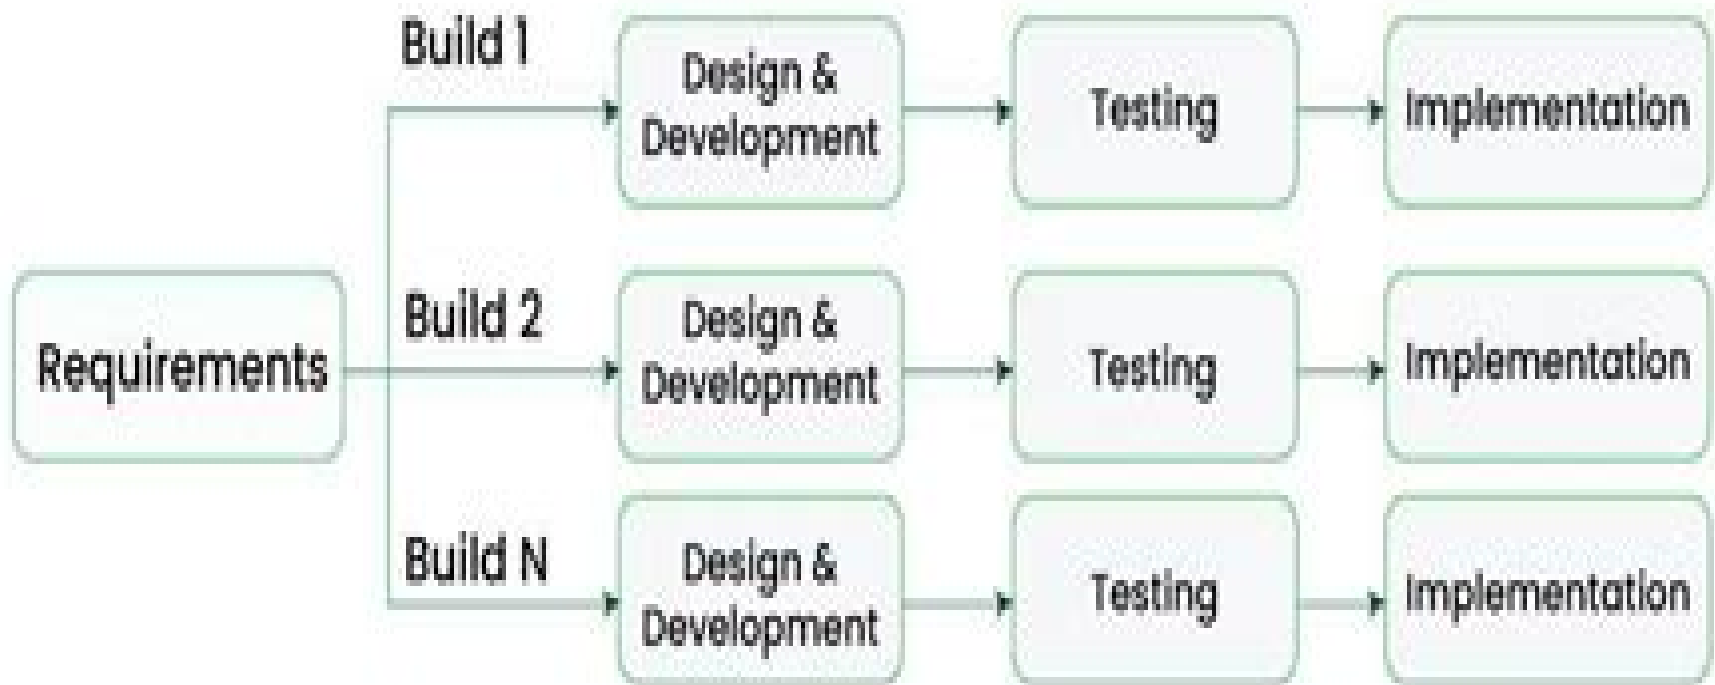 Build 1
Design &
Development
Testing
Implementation
Requirements
Build 2
Design &
Development
Testing
Implementation
Build N
Design &
Development
Testing
Implementation